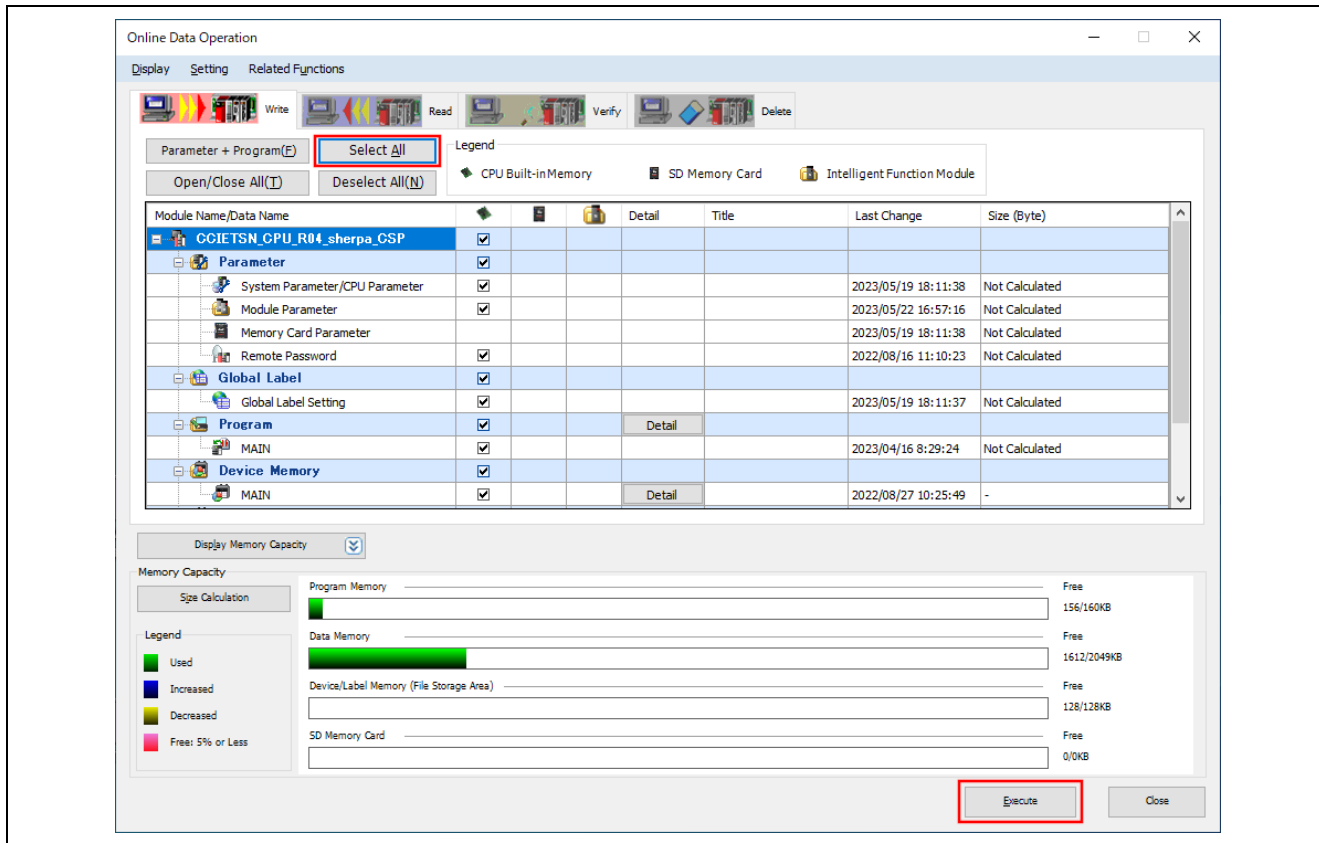 Online Data Operation
Display Setting Related Functions
Write Read Verify Delete
Parameter + Program(F) Select All Legend
CPU Built-in Memory SD Memory Card Intelligent Function Module
Open/Close All(T) Deselect All(N)
Module Name/Data Name Detail Title Last Change Size (Byte)
CCIETSN_CPU_R04_sherpa_CSP
Parameter
System Parameter/CPU Parameter 2023/05/19 18:11:38 Not Calculated
Module Parameter 2023/05/22 16:57:16 Not Calculated
Memory Card Parameter 2023/05/19 18:11:38 Not Calculated
Remote Password 2022/08/16 11:10:23 Not Calculated
Global Label
Global Label Setting 2023/05/19 18:11:37 Not Calculated
Program Detail
MAIN 2023/04/16 8:29:24 Not Calculated
Device Memory
MAIN Detail 2022/08/27 10:25:49 -
Display Memory Capacity
Memory Capacity
Size Calculation
Program Memory Free
156/160KB
Legend
Data Memory Free
Used 1612/2049KB
Increased
Device/Label Memory (File Storage Area) Free
128/128KB
Decreased
SD Memory Card Free
Free: 5% or Less
0/0KB
Execute Close